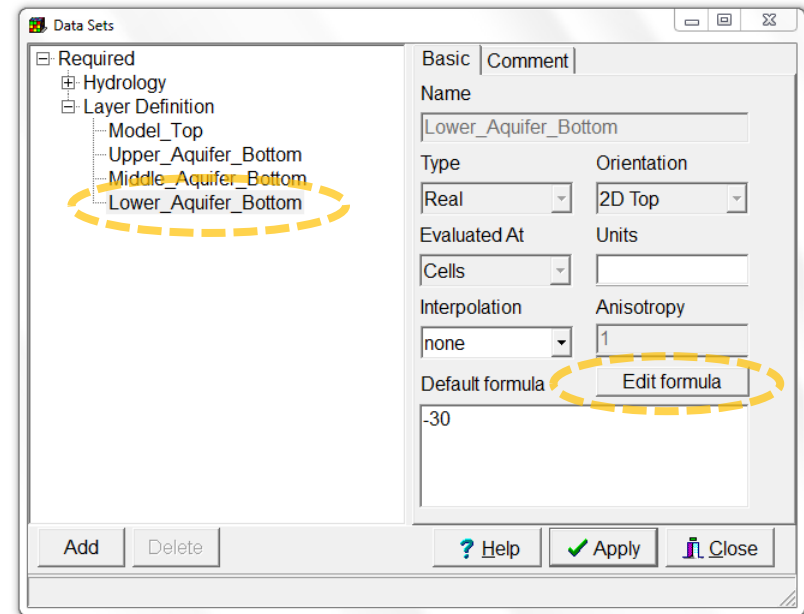 Data Sets
Required
Hydrology
Layer Definition
Model_Top
Upper_Aquifer_Bottom
Middle_Aquifer_Bottom
Lower_Aquifer_Bottom
Basic Comment
Name
Lower_Aquifer_Bottom
Type Orientation
Real 2D Top
Evaluated At Units
Cells
Interpolation Anisotropy
none 1
Default formula Edit formula
-30
Add Delete ? Help Apply Close